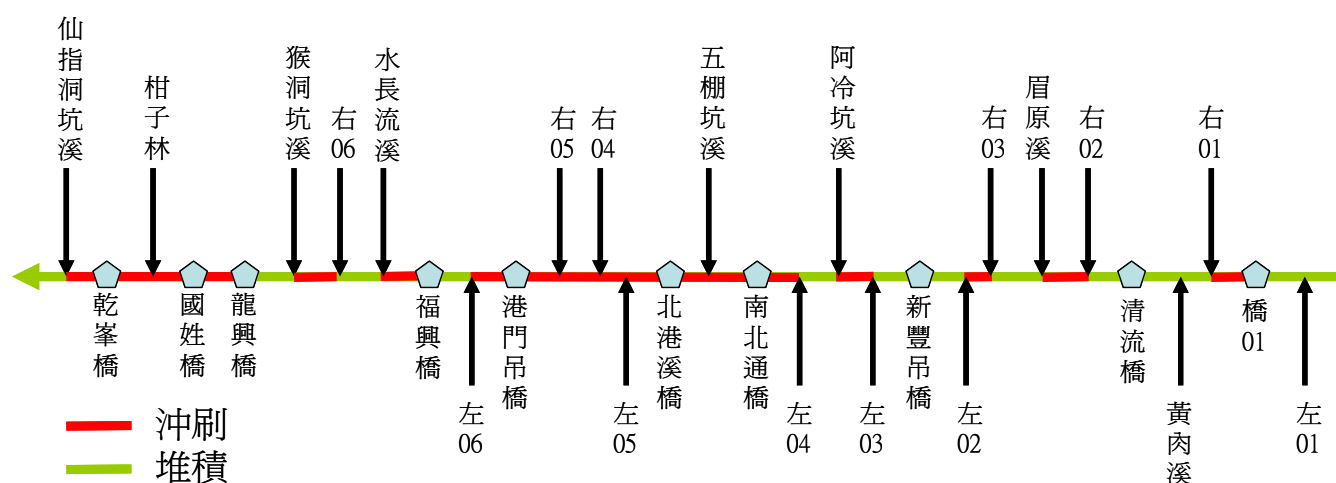 仙指洞坑溪
柑子林
猴洞坑溪
右06
水長流溪
右05
右04
五棚坑溪
阿冷坑溪
右03
眉原溪
右02
右01
乾峯橋
國姓橋
龍興橋
福興橋
港門吊橋
北港溪橋
南北通橋
新豐吊橋
清流橋
橋01
左06
左05
左04
左03
左02
黃肉溪
左01
沖刷
堆積